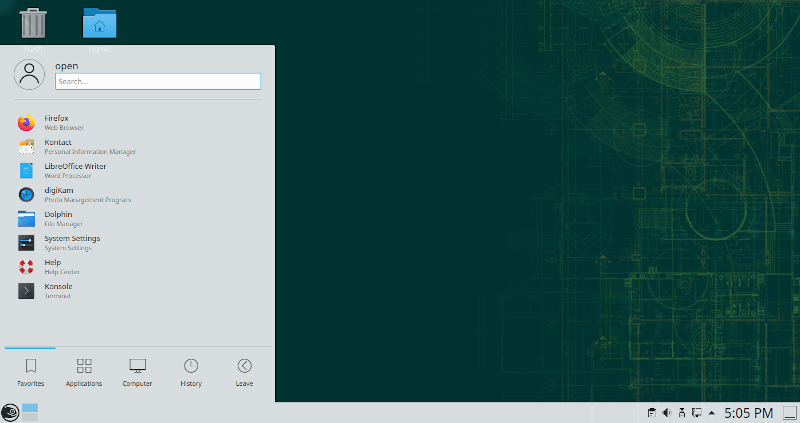 Trash
Home
open
Search...
Firefox
Web Browser
Kontact
Personal Information Manager
LibreOffice Writer
Word Processor
digiKam
Photo Management Program
Dolphin
File Manager
System Settings
System Settings
Help
Help Center
Konsole
Terminal
Favorites
Applications
Computer
History
Leave
5:05 PM